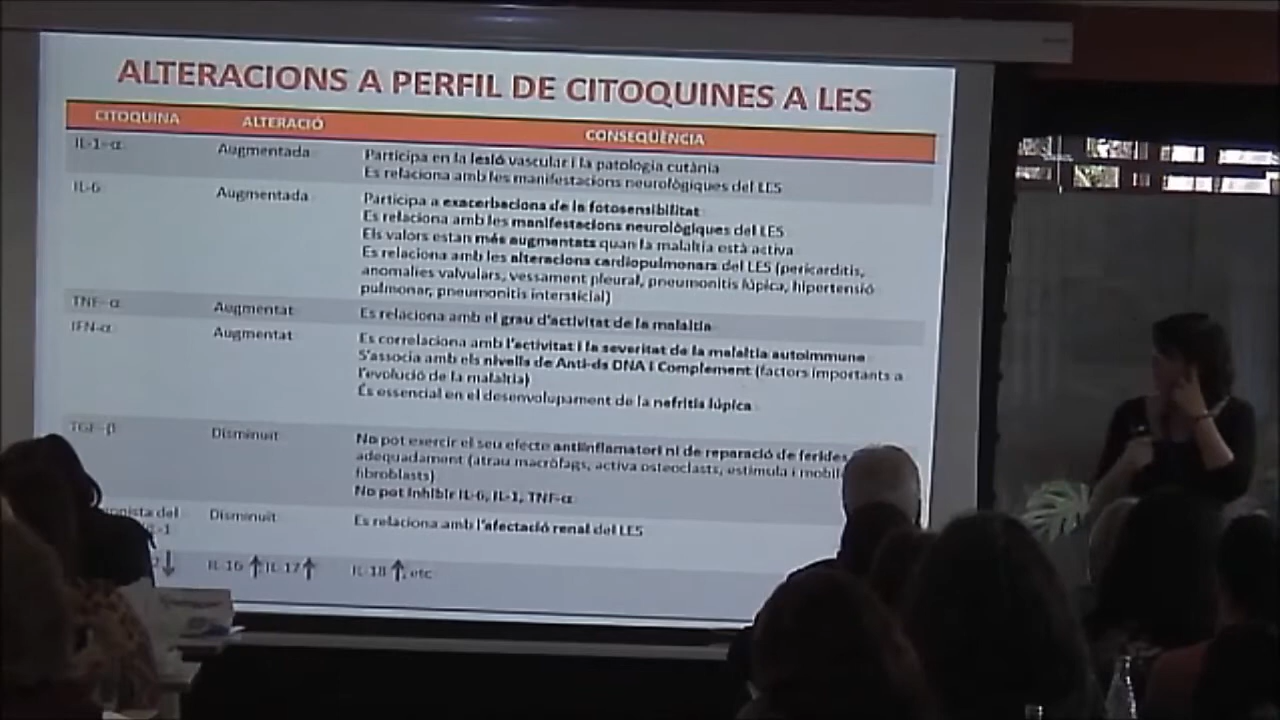 ALTERACIONS A PERFIL DE CITOQUINES A LES
CITOQUINA ALTERACIÓ CONSEQÜÈNCIA
IL-1-α Augmentada Participa en la lesió vascular i la patologia cutània
Es relaciona amb les manifestacions neurològiques del LES
IL-6 Augmentada Participa a exacerbacions de la fotosensibilitat
Es relaciona amb les manifestacions neurològiques del LES
Els valors estan més augmentats quan la malaltia està activa
Es relaciona amb les alteracions cardiopulmonars del LES (pericarditis,
anomalies valvulars, vessament pleural, pneumonitis lúpica, hipertensió
pulmonar, pneumonitis intersticial)
TNF-α Augmentat Es relaciona amb el grau d'activitat de la malaltia
IFN-α Augmentat Es correlaciona amb l'activitat i la severitat de la malaltia autoimmune
S'associa amb els nivells de Anti-ds DNA i Complement (factors importants a
l'evolució de la malaltia)
És essencial en el desenvolupament de la nefritis lúpica
TGF-β Disminuït No pot exercir el seu efecte antiinflamatori ni de reparació de ferides
adequadament (atrau macròfags, activa osteoclasts, estimula i mobil
fibroblasts)
No pot inhibir IL-6, IL-1, TNF-α
onista del Disminuït Es relaciona amb l'afectació renal del LES
IL-1
↓ IL-16 ↑ IL-17 ↑ IL-18 ↑, etc